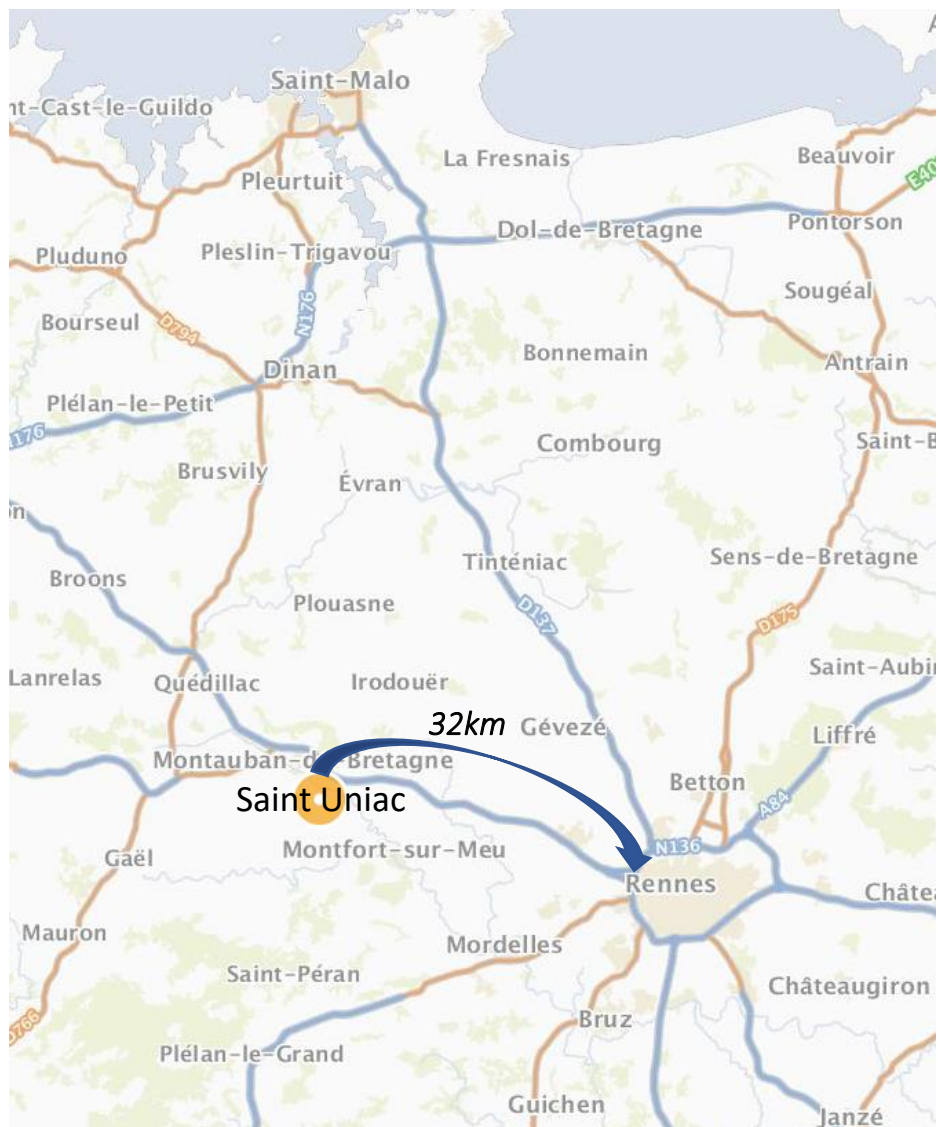 Saint-Malo
nt-Cast-le-Guildo
La Fresnais
Beauvoir
E40
Pleurtuit
Pontorson
Dol-de-Bretagne
Pluduno
Pleslin-Trigavou
Sougéal
N176
Bourseul
D794
Bonnemain
Antrain
Dinan
Plélan-le-Petit
176
Combourg
Saint-B
Brusvily
Évran
on
Tinténiac
Sens-de-Bretagne
Broons
Plouasne
D137
D175
Saint-Aubin
Lanrelas
Quédillac
Irodouër
32km
Gévezé
Liffré
Montauban-de-Bretagne
Betton
Saint Uniac
A84
Montfort-sur-Meu
N136
Gaël
Rennes
Châtea
Mauron
Mordelles
Saint-Péran
Châteaugiron
D766
Bruz
Plélan-le-Grand
Guichen
Janzé